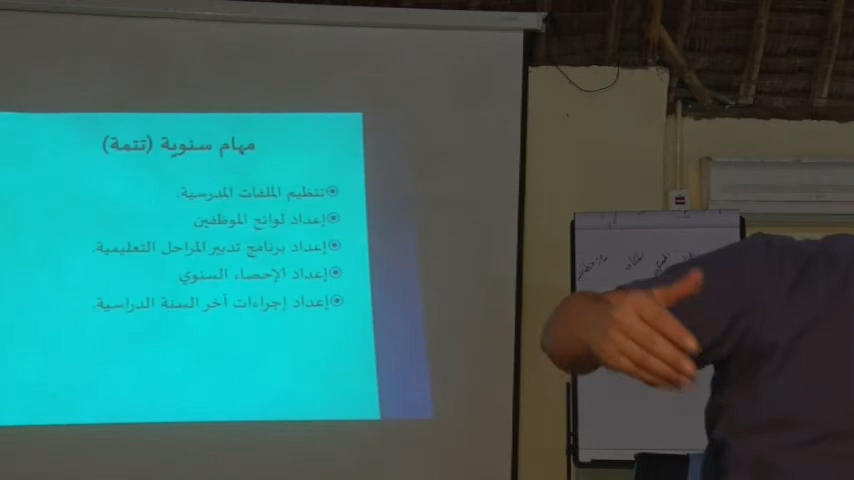 مهام سنوية (تتمة)
تنظيم الملفات المدرسية.
إعداد لوائح الموظفين
إعداد برنامج تدبير المراحل التعليمية.
إعداد الإحصاء السنوي
إعداد إجراءات آخر السنة الدراسية.